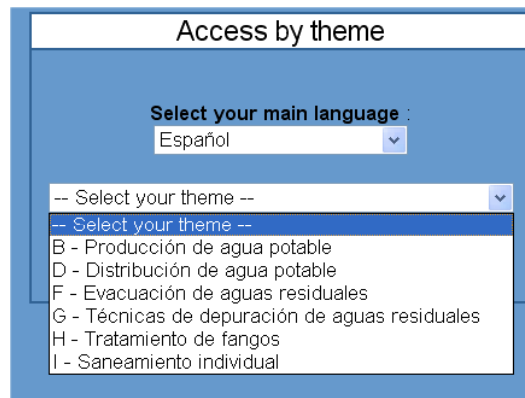 Access by theme
Select your main language :
Español
-- Select your theme --
-- Select your theme --
B - Producción de agua potable
D - Distribución de agua potable
F - Evacuación de aguas residuales
G - Técnicas de depuración de aguas residuales
H - Tratamiento de fangos
I - Saneamiento individual